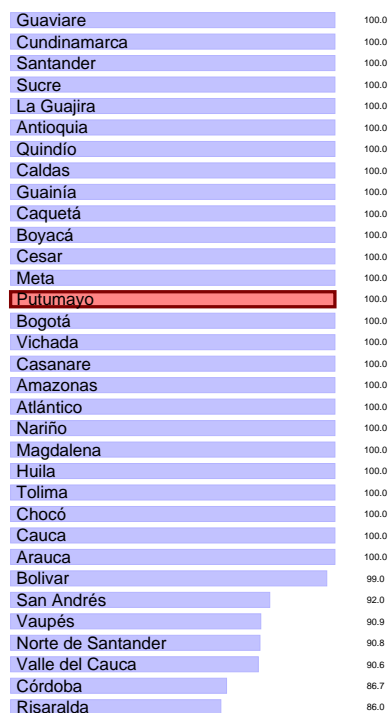 Guaviare 100.0
Cundinamarca 100.0
Santander 100.0
Sucre 100.0
La Guajira 100.0
Antioquia 100.0
Quindío 100.0
Caldas 100.0
Guainía 100.0
Caquetá 100.0
Boyacá 100.0
Cesar 100.0
Meta 100.0
Putumayo 100.0
Bogotá 100.0
Vichada 100.0
Casanare 100.0
Amazonas 100.0
Atlántico 100.0
Nariño 100.0
Magdalena 100.0
Huila 100.0
Tolima 100.0
Chocó 100.0
Cauca 100.0
Arauca 100.0
Bolivar 99.0
San Andrés 92.0
Vaupés 90.9
Norte de Santander 90.8
Valle del Cauca 90.6
Córdoba 86.7
Risaralda 86.0